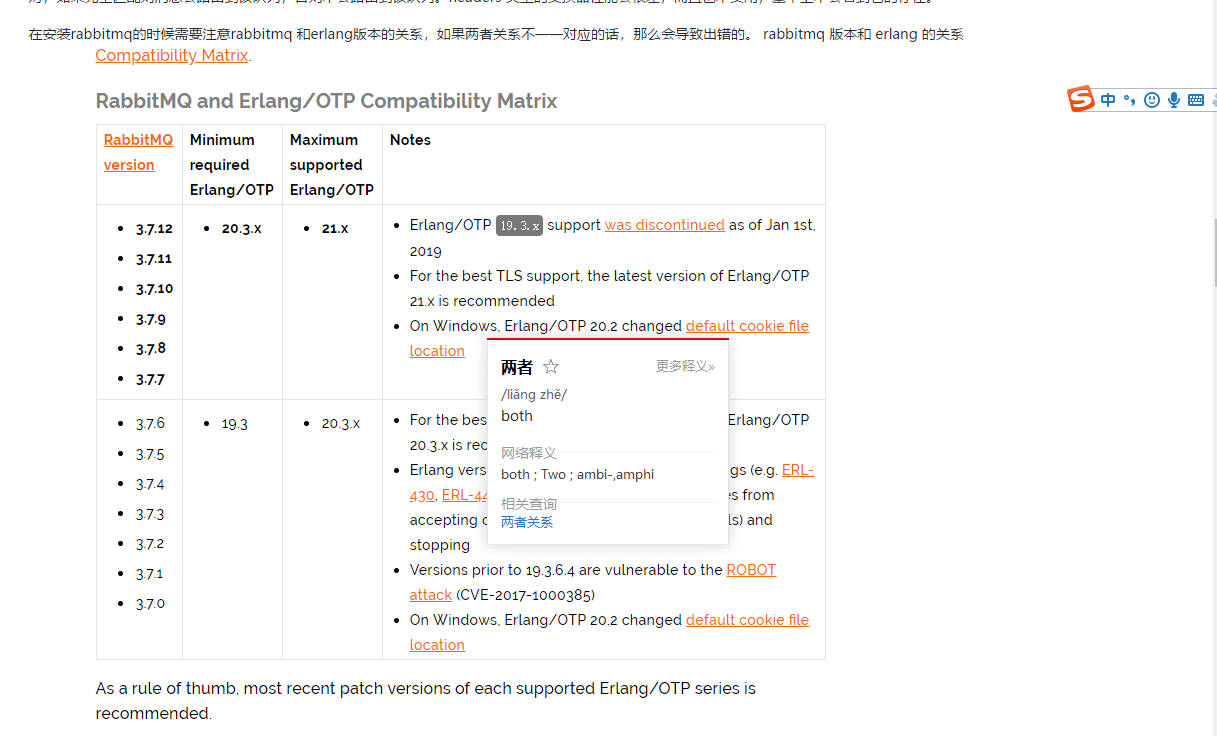 在安装rabbitmq的时候需要注意rabbitmq 和erlang版本的关系，如果两者关系不一一对应的话，那么会导致出错的。 rabbitmq 版本和 erlang 的关系
Compatibility Matrix.
中
RabbitMQ and Erlang/OTP Compatibility Matrix
RabbitMQ version
Minimum required Erlang/OTP
Maximum supported Erlang/OTP
Notes
3.7.12
3.7.11
3.7.10
3.7.9
3.7.8
3.7.7
20.3.x
21.x
Erlang/OTP 19.3.x support was discontinued as of Jan 1st,
2019
For the best TLS support, the latest version of Erlang/OTP
21.x is recommended
On Windows, Erlang/OTP 20.2 changed default cookie file
location
3.7.6
3.7.5
3.7.4
3.7.3
3.7.2
3.7.1
3.7.0
19.3
20.3.x
For the bes Erlang/OTP
20.3.x is rec
Erlang vers gs (e.g. ERL-
430, ERL-44 s from
accepting ls) and
stopping
Versions prior to 19.3.6.4 are vulnerable to the ROBOT
attack (CVE-2017-1000385)
On Windows, Erlang/OTP 20.2 changed default cookie file
location
两者 更多释义»
/liǎng zhě/
both
网络释义
both ; Two ; ambi-,amphi
相关查询
两者关系
As a rule of thumb, most recent patch versions of each supported Erlang/OTP series is
recommended.